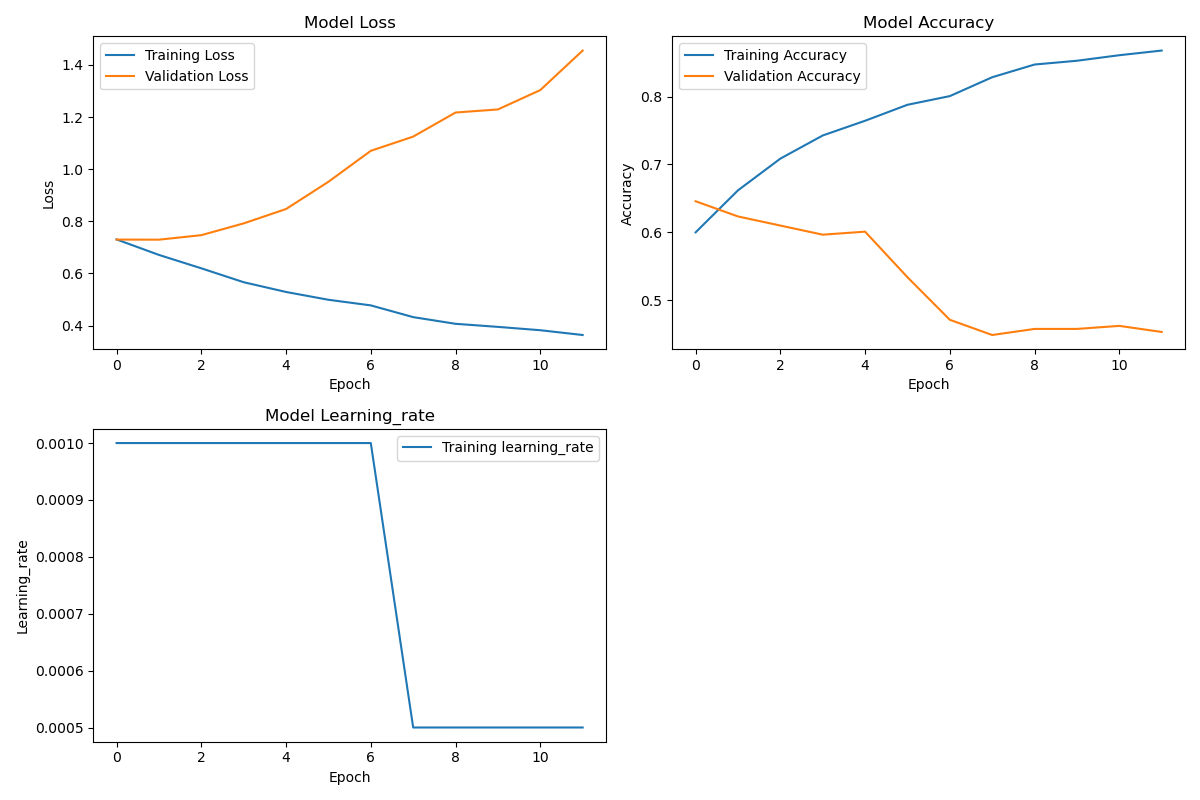 Model Loss
Training Loss
Validation Loss
1.4
1.2
1.0
0.8
0.6
0.4
Loss
0 2 4 6 8 10
Epoch
Model Accuracy
Training Accuracy
Validation Accuracy
0.8
0.7
0.6
0.5
Accuracy
0 2 4 6 8 10
Epoch
Model Learning_rate
Training learning_rate
0.0010
0.0009
0.0008
0.0007
0.0006
0.0005
Learning_rate
0 2 4 6 8 10
Epoch